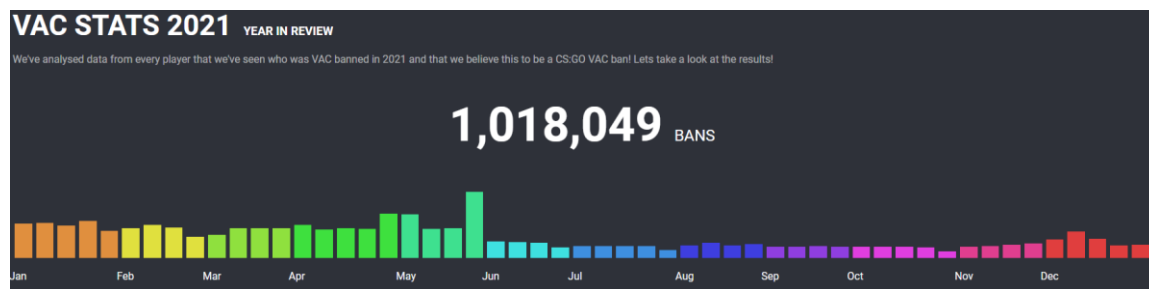 VAC STATS 2021 YEAR IN REVIEW
We've analysed data from every player that we've seen who was VAC banned in 2021 and that we believe this to be a CS:GO VAC ban! Lets take a look at the results!
1,018,049 BANS
Jan Feb Mar Apr May Jun Jul Aug Sep Oct Nov Dec